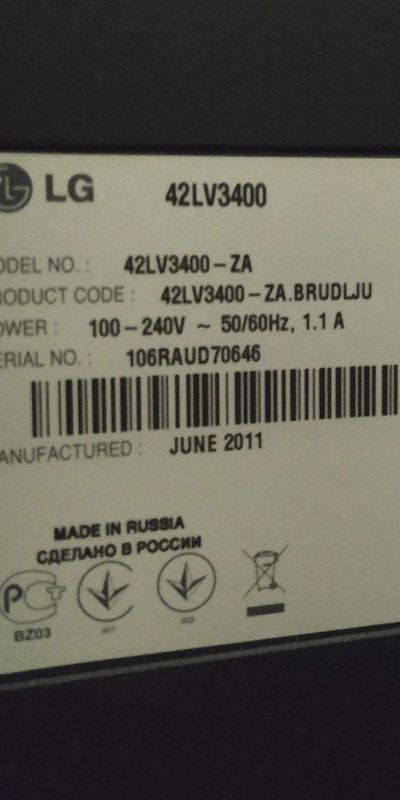 LG 42LV3400
ODEL NO. : 42LV3400-ZA
RODUCT CODE : 42LV3400-ZA.BRUDLJU
OWER : 100-240V ~ 50/60Hz, 1.1 A
ERIAL NO. : 106RAUD70646
ANUFACTURED : JUNE 2011
MADE IN RUSSIA
СДЕЛАНО В РОССИИ
BZ03